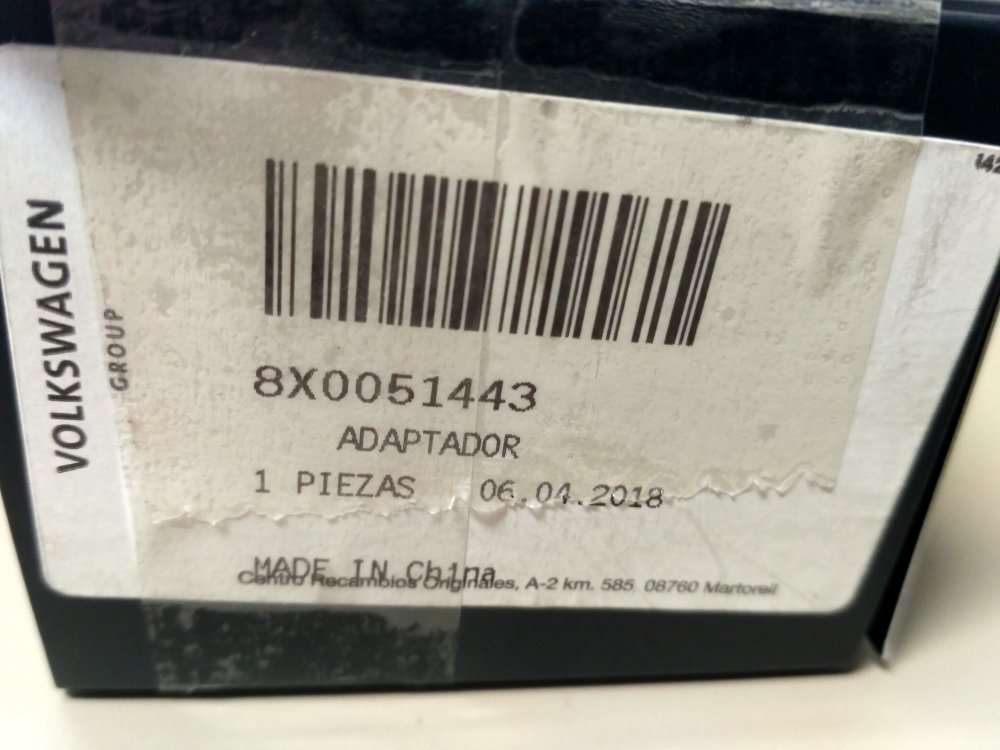 VOLKSWAGEN
GROUP
8X0051443
ADAPTADOR
1 PIEZAS 06.04.2018
MADE IN China
Centro Recambios Originales, A-2 km. 585, 08760 Martorell